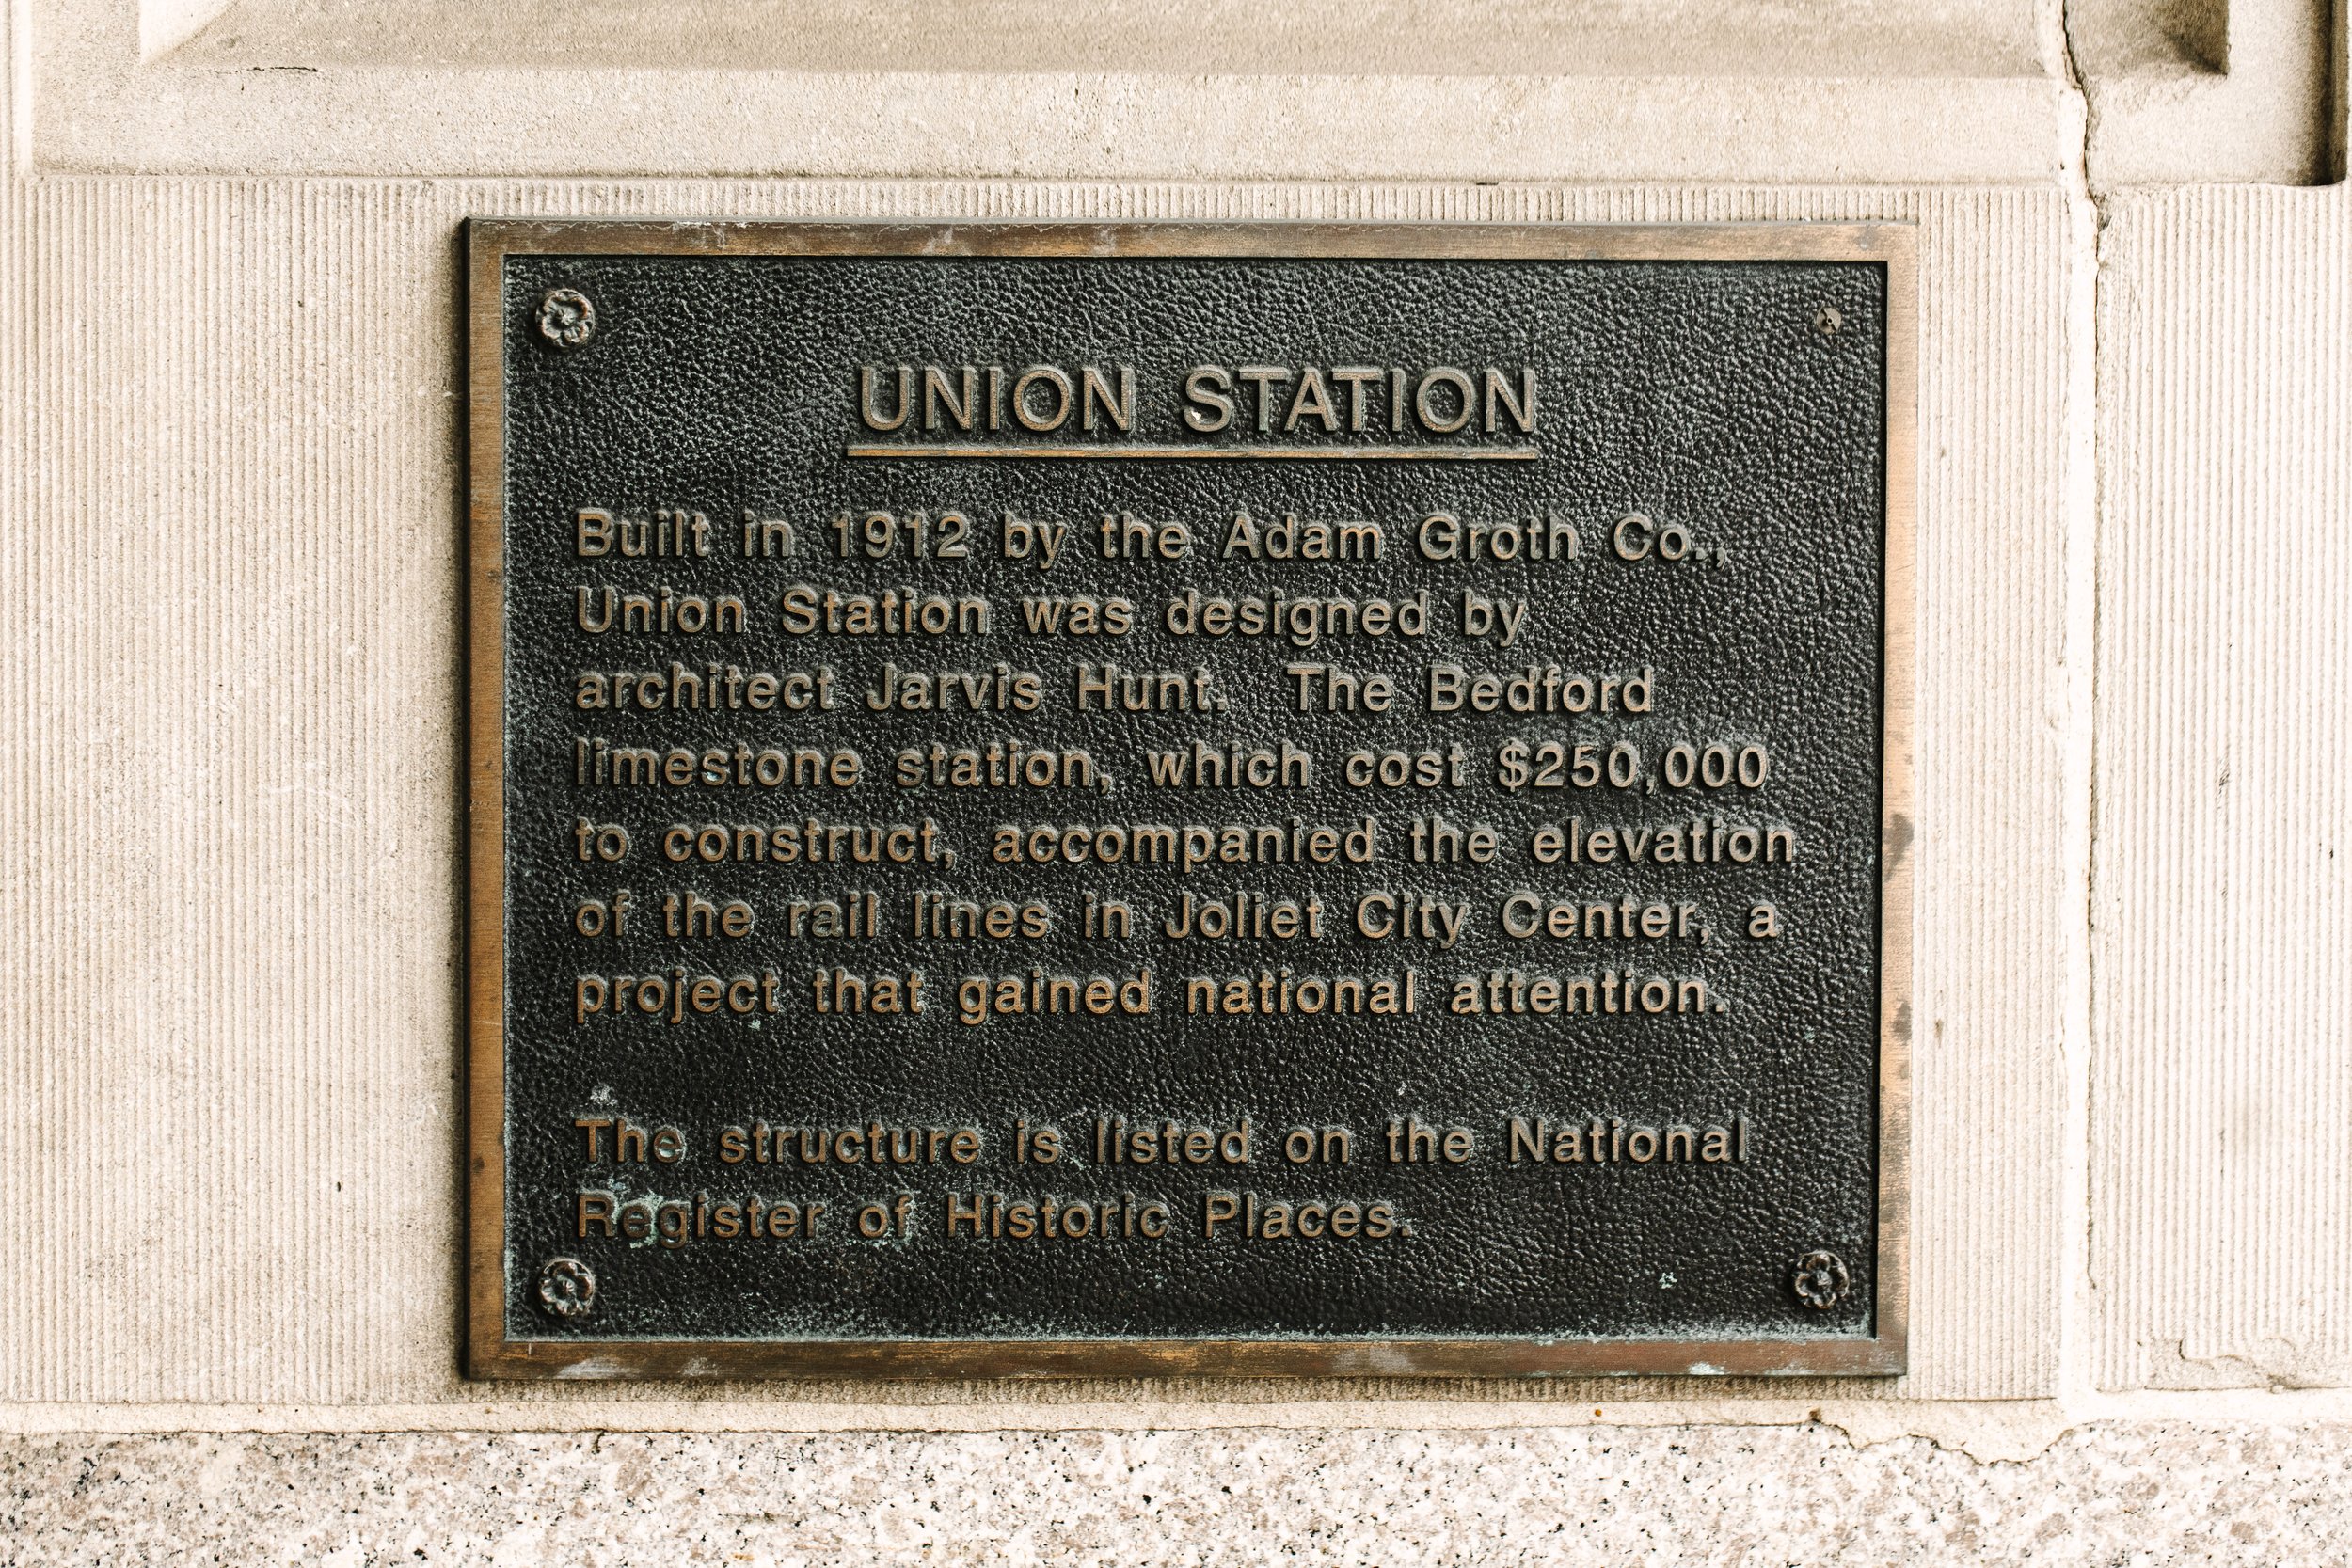 UNION STATION
Built in 1912 by the Adam Groth Co.,
Union Station was designed by
architect Jarvis Hunt. The Bedford
limestone station, which cost $250,000
to construct, accompanied the elevation
of the rail lines in Joliet City Center, a
project that gained national attention.
The structure is listed on the National
Register of Historic Places.